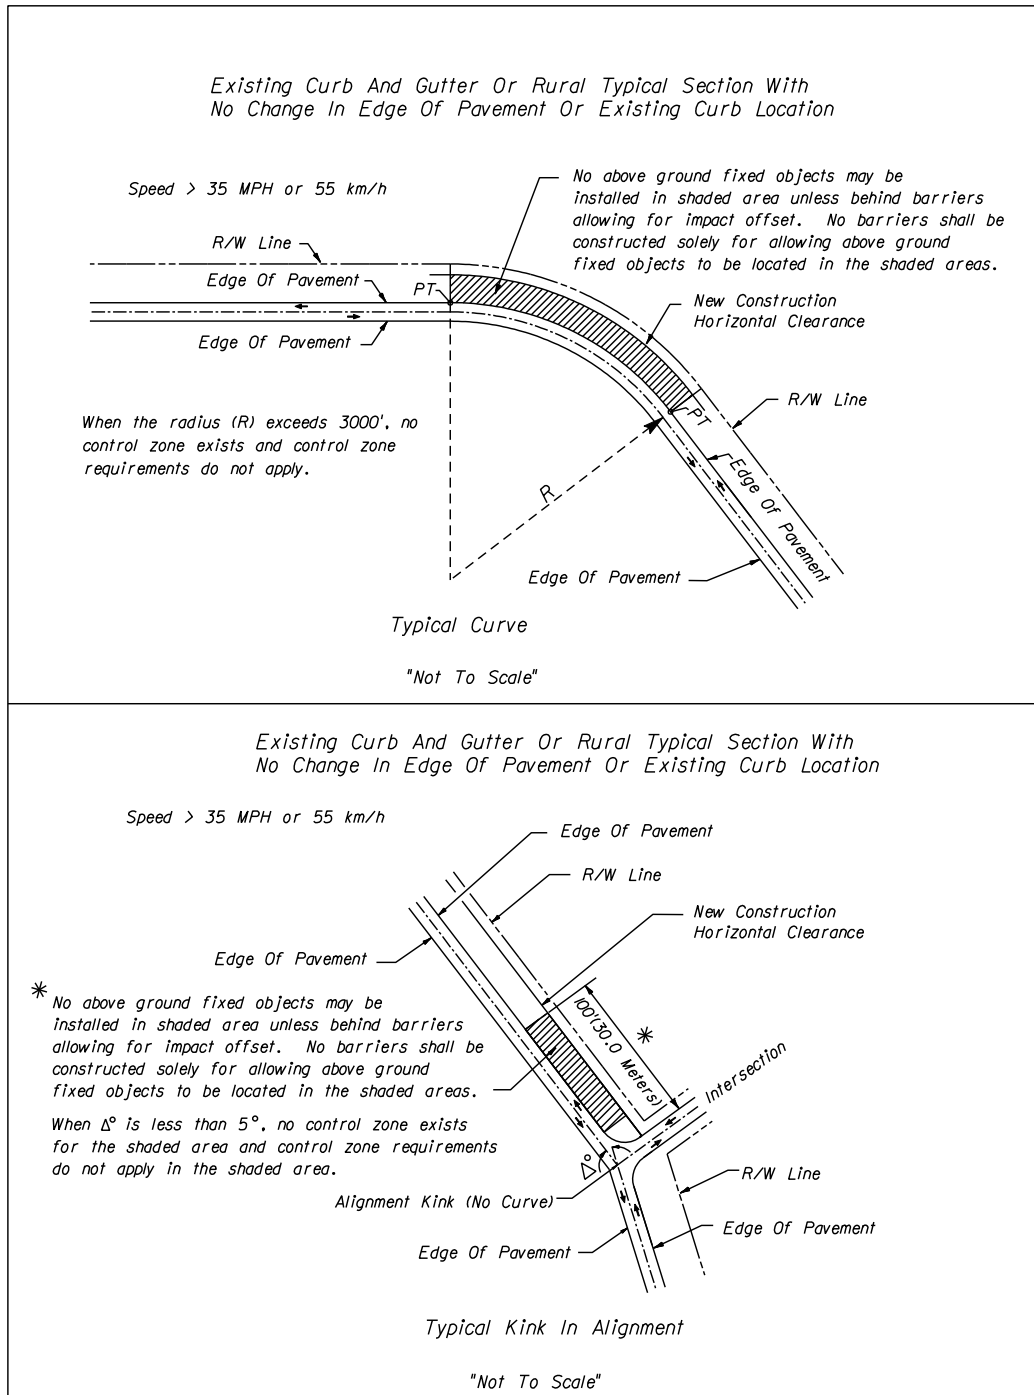 Existing Curb And Gutter Or Rural Typical Section With
No Change In Edge Of Pavement Or Existing Curb Location
Speed > 35 MPH or 55 km/h
No above ground fixed objects may be
installed in shaded area unless behind barriers
allowing for impact offset. No barriers shall be
constructed solely for allowing above ground
fixed objects to be located in the shaded areas.
R/W Line
Edge Of Pavement
PT
New Construction
Horizontal Clearance
Edge Of Pavement
R/W Line
PT
When the radius (R) exceeds 3000', no
control zone exists and control zone
requirements do not apply.
Edge Of Pavement
R
Edge Of Pavement
Typical Curve
"Not To Scale"
Existing Curb And Gutter Or Rural Typical Section With
No Change In Edge Of Pavement Or Existing Curb Location
Speed > 35 MPH or 55 km/h
Edge Of Pavement
R/W Line
New Construction
Horizontal Clearance
Edge Of Pavement
* No above ground fixed objects may be
installed in shaded area unless behind barriers
allowing for impact offset. No barriers shall be
constructed solely for allowing above ground
fixed objects to be located in the shaded areas.
100'(30.0 Meters)
*
Intersection
When Δ° is less than 5°, no control zone exists
for the shaded area and control zone requirements
do not apply in the shaded area.
Δ°
R/W Line
Alignment Kink (No Curve)
Edge Of Pavement
Edge Of Pavement
Typical Kink In Alignment
"Not To Scale"